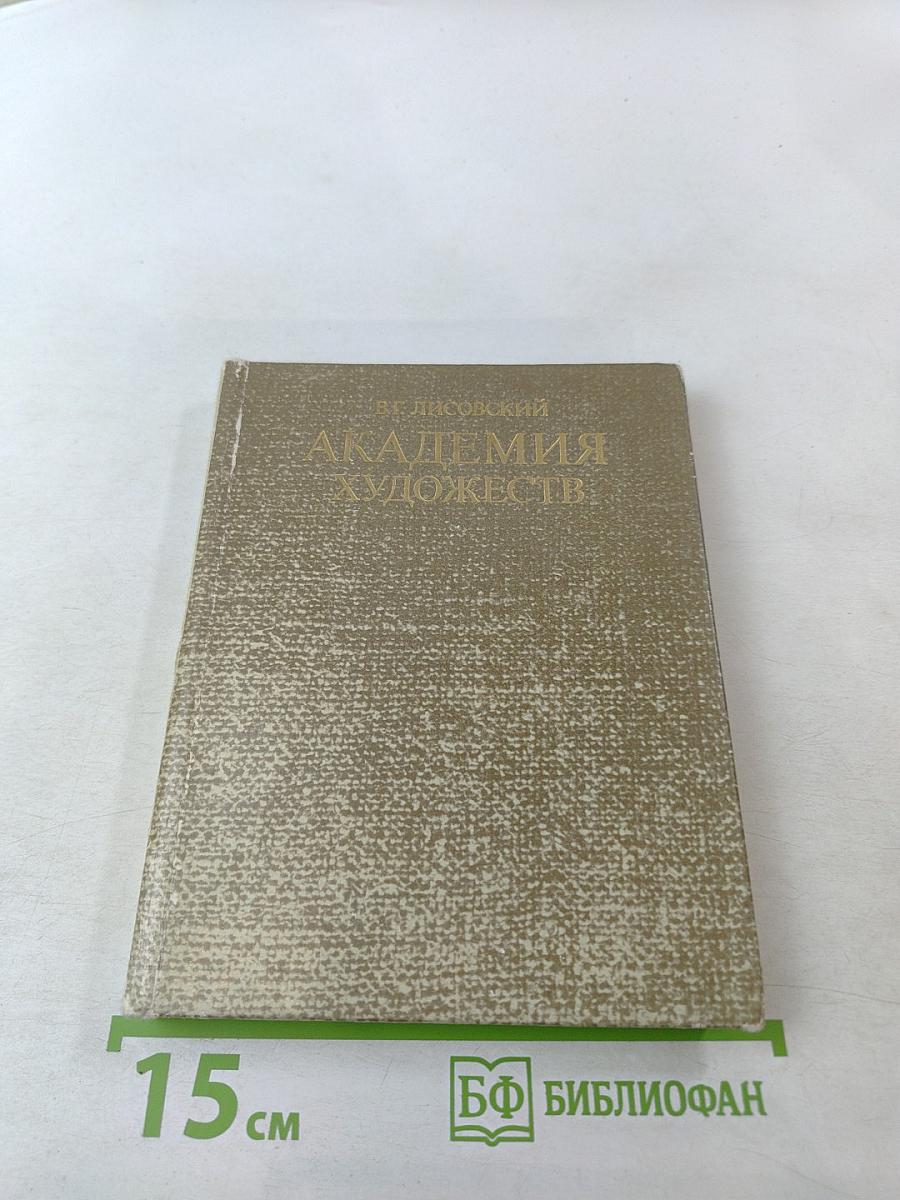 В.Г. ЛИСОВСКИЙ
АКАДЕМИЯ
ХУДОЖЕСТВ
15 см
БФ БИБЛИОФАН